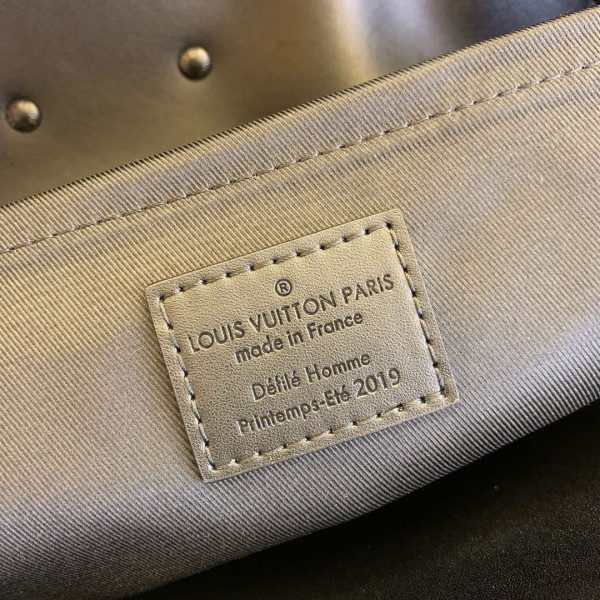 ®
LOUIS VUITTON PARIS
made in France
Défilé Homme
Printemps-Eté 2019